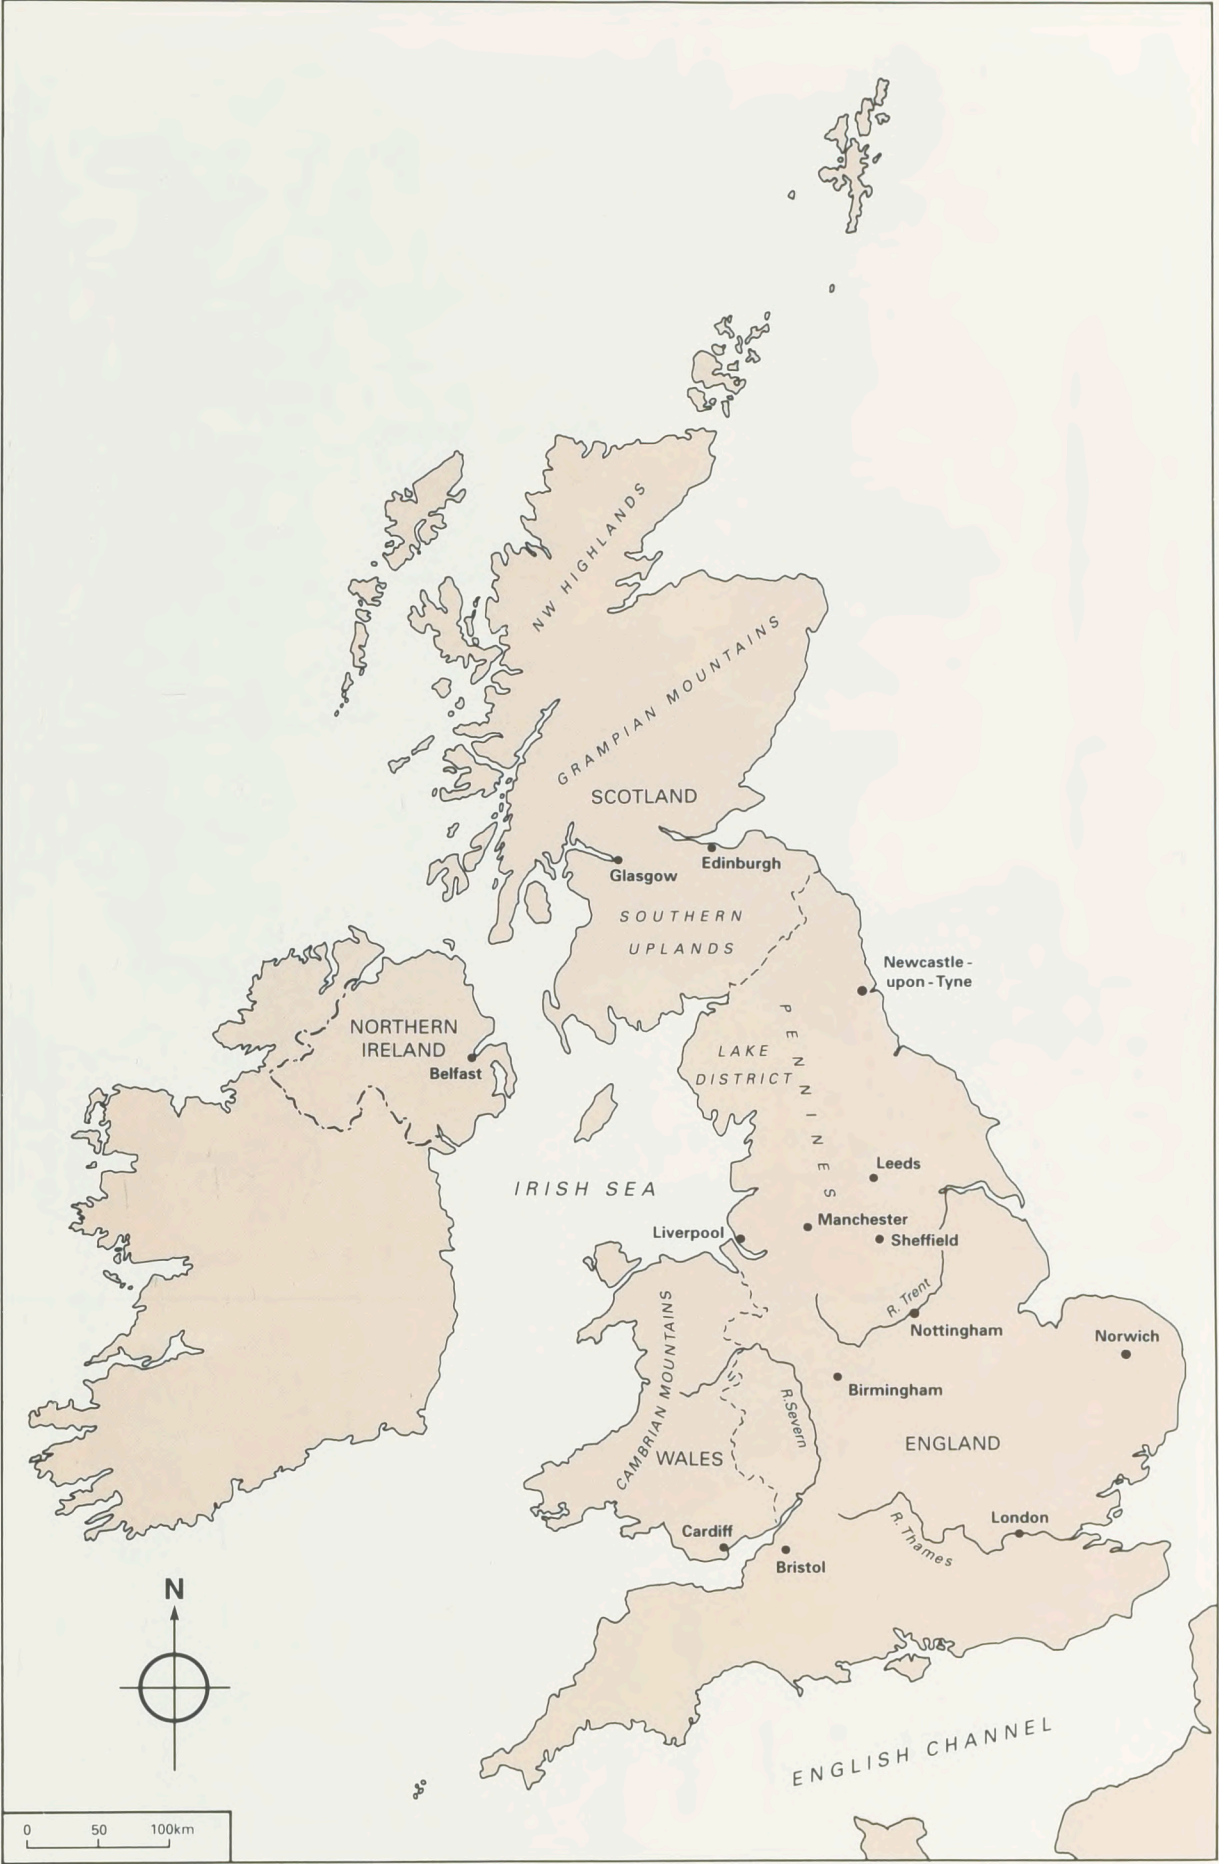 NW HIGHLANDS
GRAMPIAN MOUNTAINS
SCOTLAND
Edinburgh
Glasgow
SOUTHERN
UPLANDS
Newcastle-
upon-Tyne
NORTHERN
IRELAND
Belfast
LAKE
DISTRICT
PENNINES
Leeds
IRISH SEA
Manchester
Liverpool
Sheffield
R. Trent
Nottingham
Norwich
CAMBRIAN MOUNTAINS
Birmingham
R.Severn
ENGLAND
WALES
London
R. Thames
Cardiff
Bristol
N
ENGLISH CHANNEL
0 50 100km